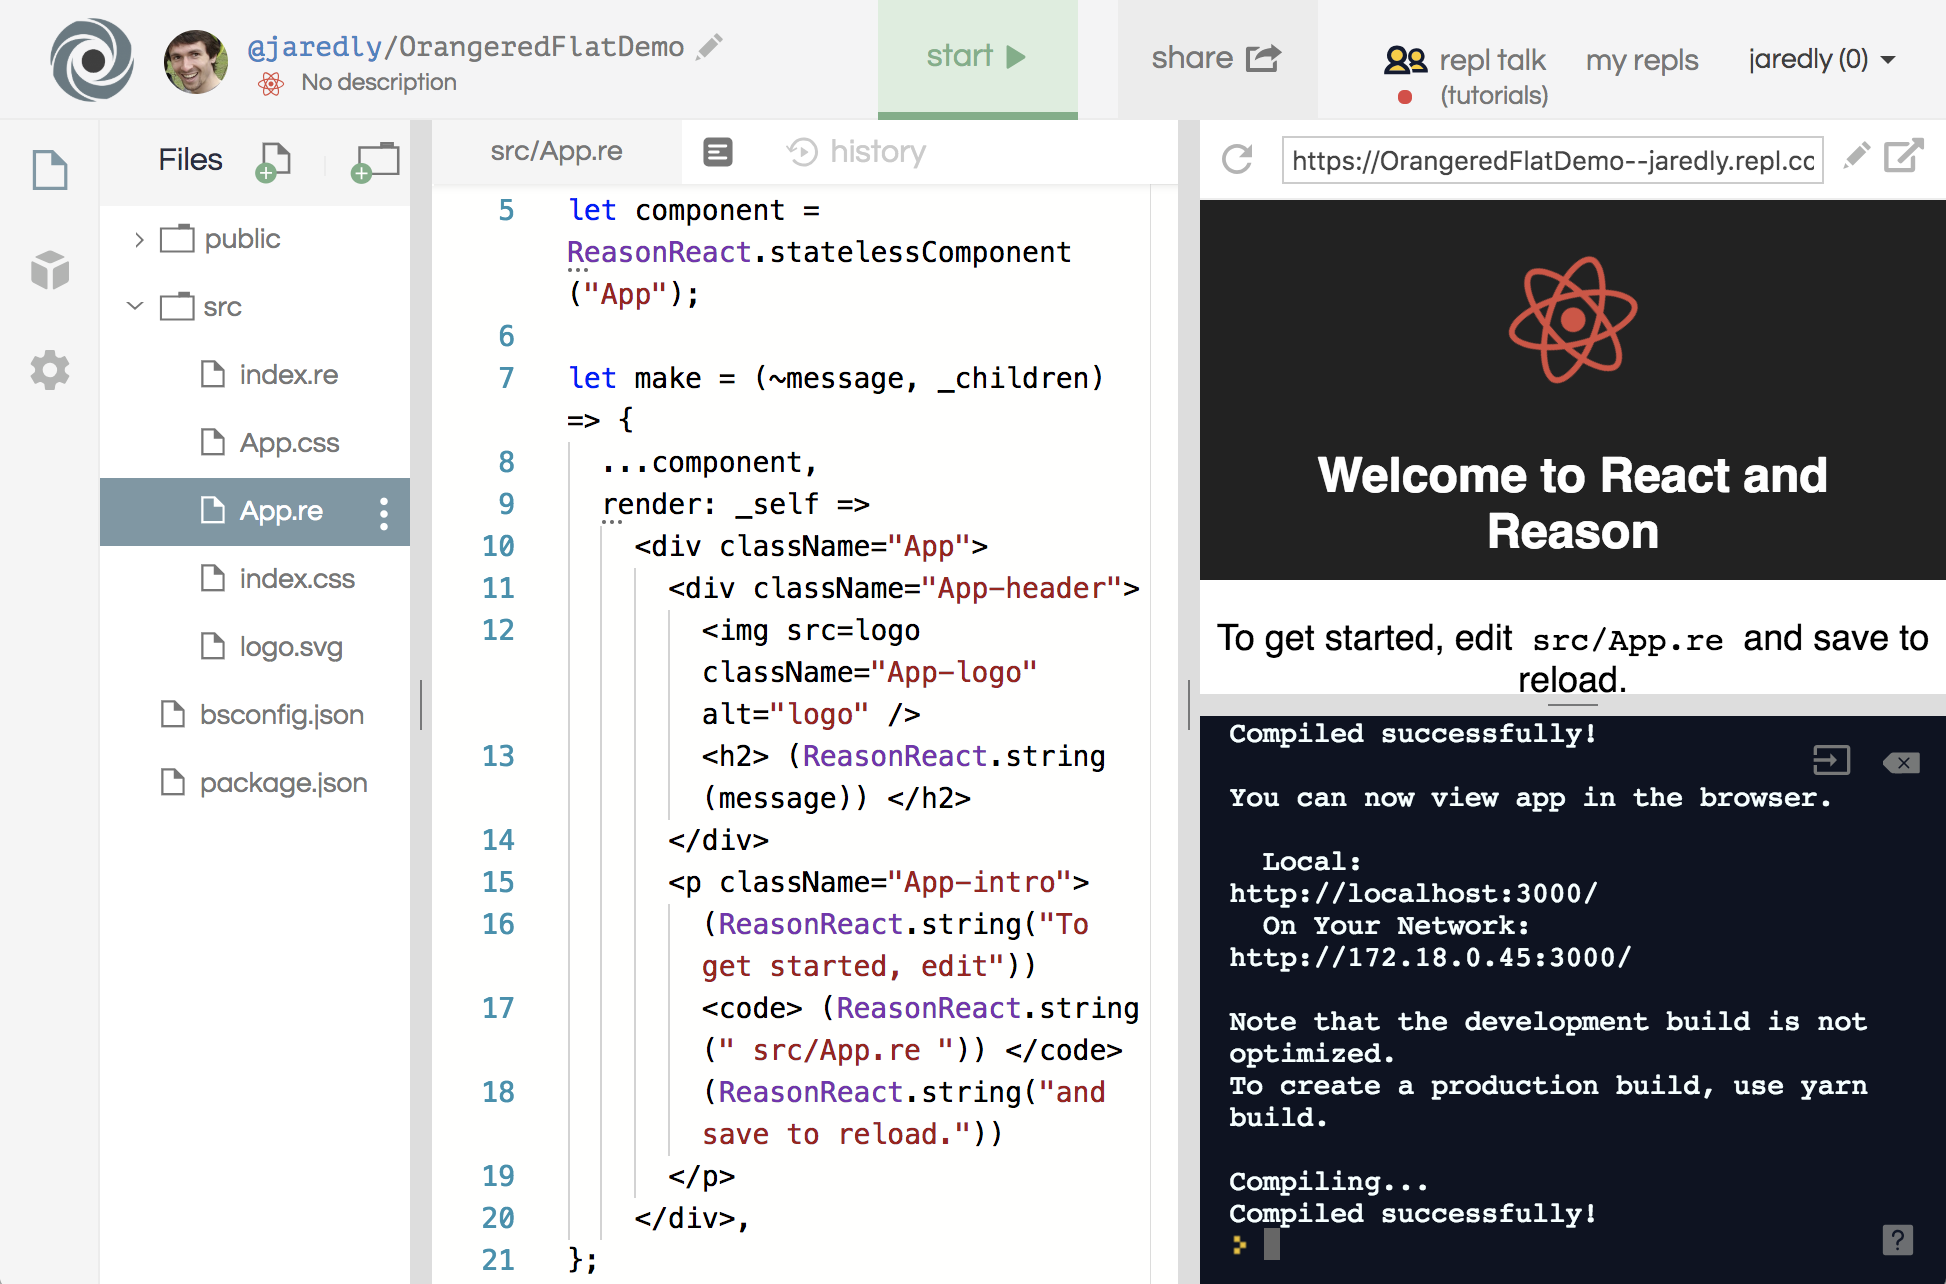 @jaredly/OrangeredFlatDemo
No description
start
share
repl talk
(tutorials)
my repls
jaredly (0)
Files
public
src
index.re
App.css
App.re
index.css
logo.svg
bsconfig.json
package.json
src/App.re
history
5 let component =
ReasonReact.statelessComponent
("App");
6
7 let make = (~message, _children)
=> {
8 ...component,
9 render: _self =>
10 <div className="App">
11 <div className="App-header">
12 <img src=logo
className="App-logo"
alt="logo" />
13 <h2> (ReasonReact.string
(message)) </h2>
14 </div>
15 <p className="App-intro">
16 (ReasonReact.string("To
get started, edit"))
17 <code> (ReasonReact.string
(" src/App.re ")) </code>
18 (ReasonReact.string("and
save to reload."))
19 </p>
20 </div>,
21 };
https://OrangeredFlatDemo--jaredly.repl.co
Welcome to React and
Reason
To get started, edit src/App.re and save to
reload.
Compiled successfully!
You can now view app in the browser.
Local:
http://localhost:3000/
On Your Network:
http://172.18.0.45:3000/
Note that the development build is not
optimized.
To create a production build, use yarn
build.
Compiling...
Compiled successfully!
?